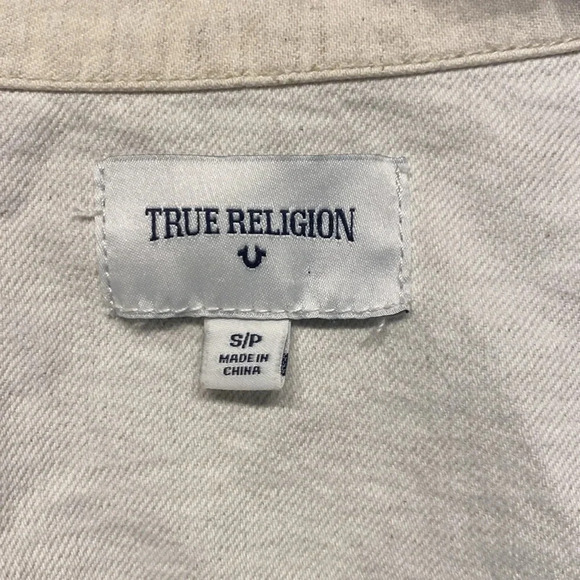 TRUE RELIGION
S/P
MADE IN
CHINA